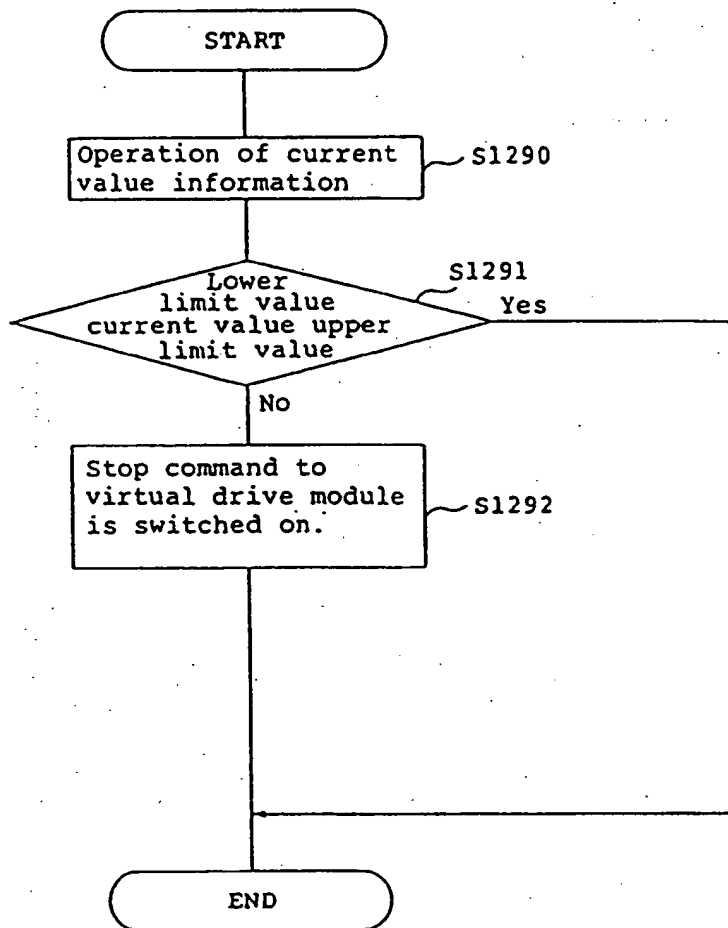 START
Operation of current
value information
S1290
Lower
limit value
current value upper
limit value
S1291
Yes
No
Stop command to
virtual drive module
is switched on.
S1292
END